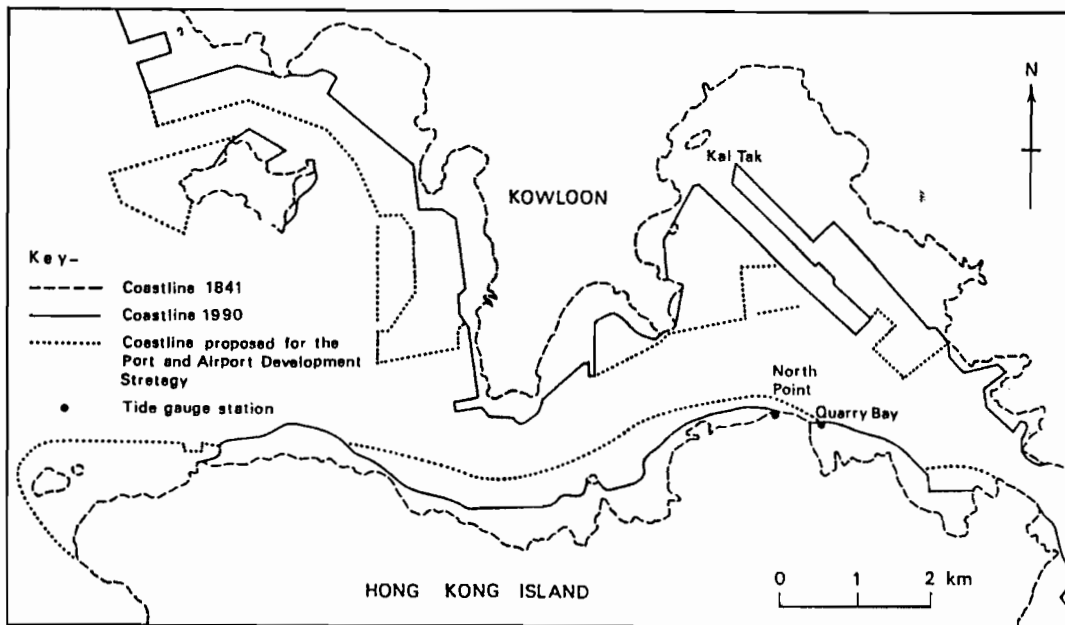 N
Kai Tak
KOWLOON
Key-
Coastline 1841
Coastline 1990
Coastline proposed for the
Port and Airport Development
Stretegy
Tide gauge station
North
Point
Quarry Bay
HONG KONG ISLAND
0 1 2 km